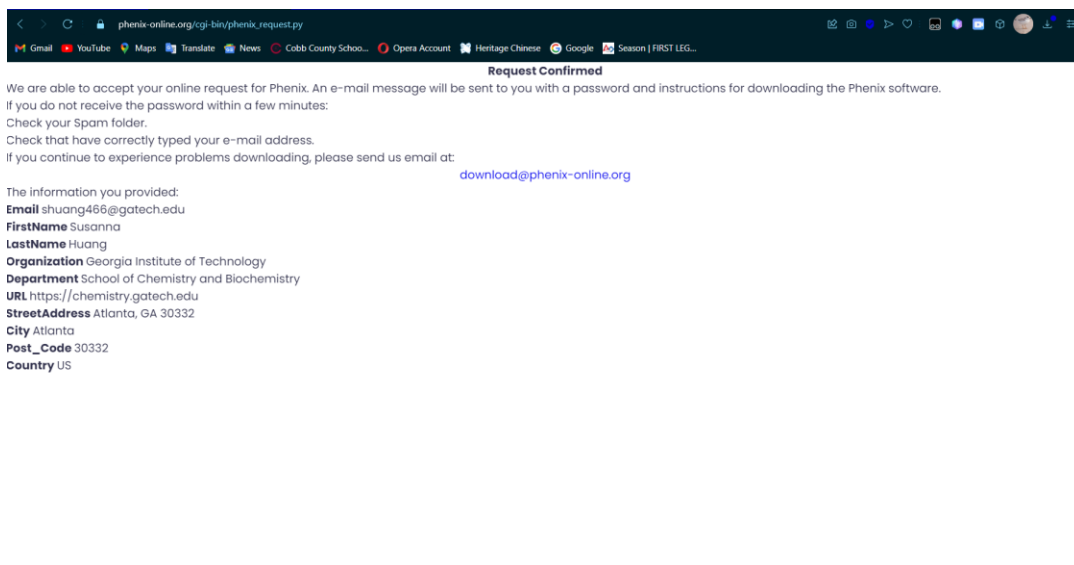 phenix-online.org/cgi-bin/phenix_request.py
Gmail YouTube Maps Translate News Cobb County Schoo... Opera Account Heritage Chinese Google Season | FIRST LEG...
Request Confirmed
We are able to accept your online request for Phenix. An e-mail message will be sent to you with a password and instructions for downloading the Phenix software.
If you do not receive the password within a few minutes:
Check your Spam folder.
Check that have correctly typed your e-mail address.
If you continue to experience problems downloading, please send us email at:
download@phenix-online.org
The information you provided:
Email shuang466@gatech.edu
FirstName Susanna
LastName Huang
Organization Georgia Institute of Technology
Department School of Chemistry and Biochemistry
URL https://chemistry.gatech.edu
StreetAddress Atlanta, GA 30332
City Atlanta
Post_Code 30332
Country US